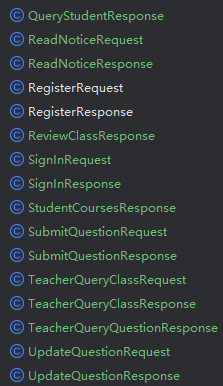 QueryStudentResponse
ReadNoticeRequest
ReadNoticeResponse
RegisterRequest
RegisterResponse
ReviewClassResponse
SignInRequest
SignInResponse
StudentCoursesResponse
SubmitQuestionRequest
SubmitQuestionResponse
TeacherQueryClassRequest
TeacherQueryClassResponse
TeacherQueryQuestionResponse
UpdateQuestionRequest
UpdateQuestionResponse